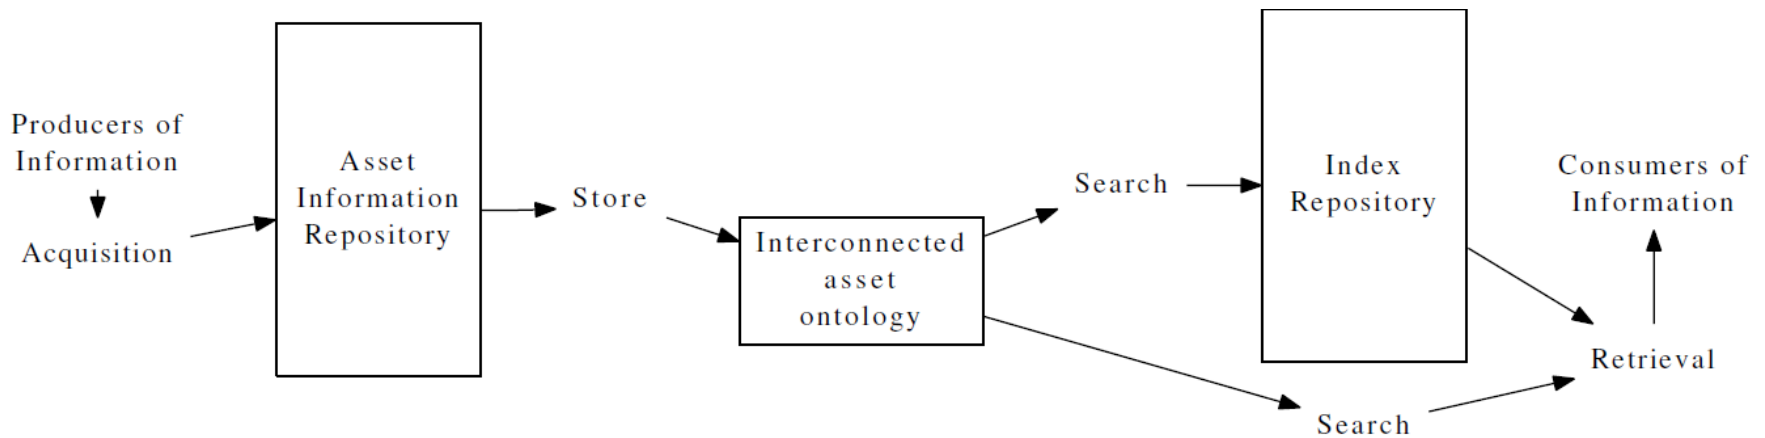 Producers of
Information
Acquisition
Asset
Information
Repository
Store
Interconnected
asset
ontology
Search
Index
Repository
Search
Retrieval
Consumers of
Information